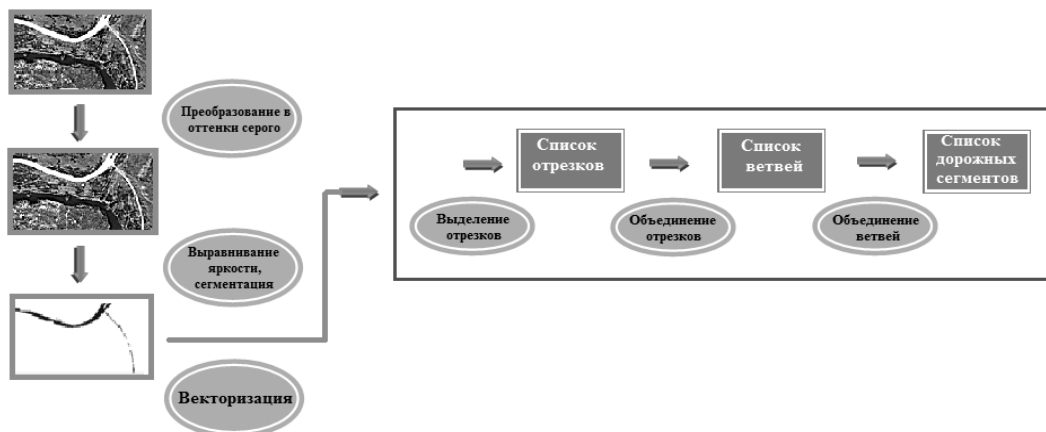 Преобразование в
оттенки серого
Выравнивание
яркости,
сегментация
Векторизация
Список
отрезков
Список
ветвей
Список
дорожных
сегментов
Выделение
отрезков
Объединение
отрезков
Объединение
ветвей